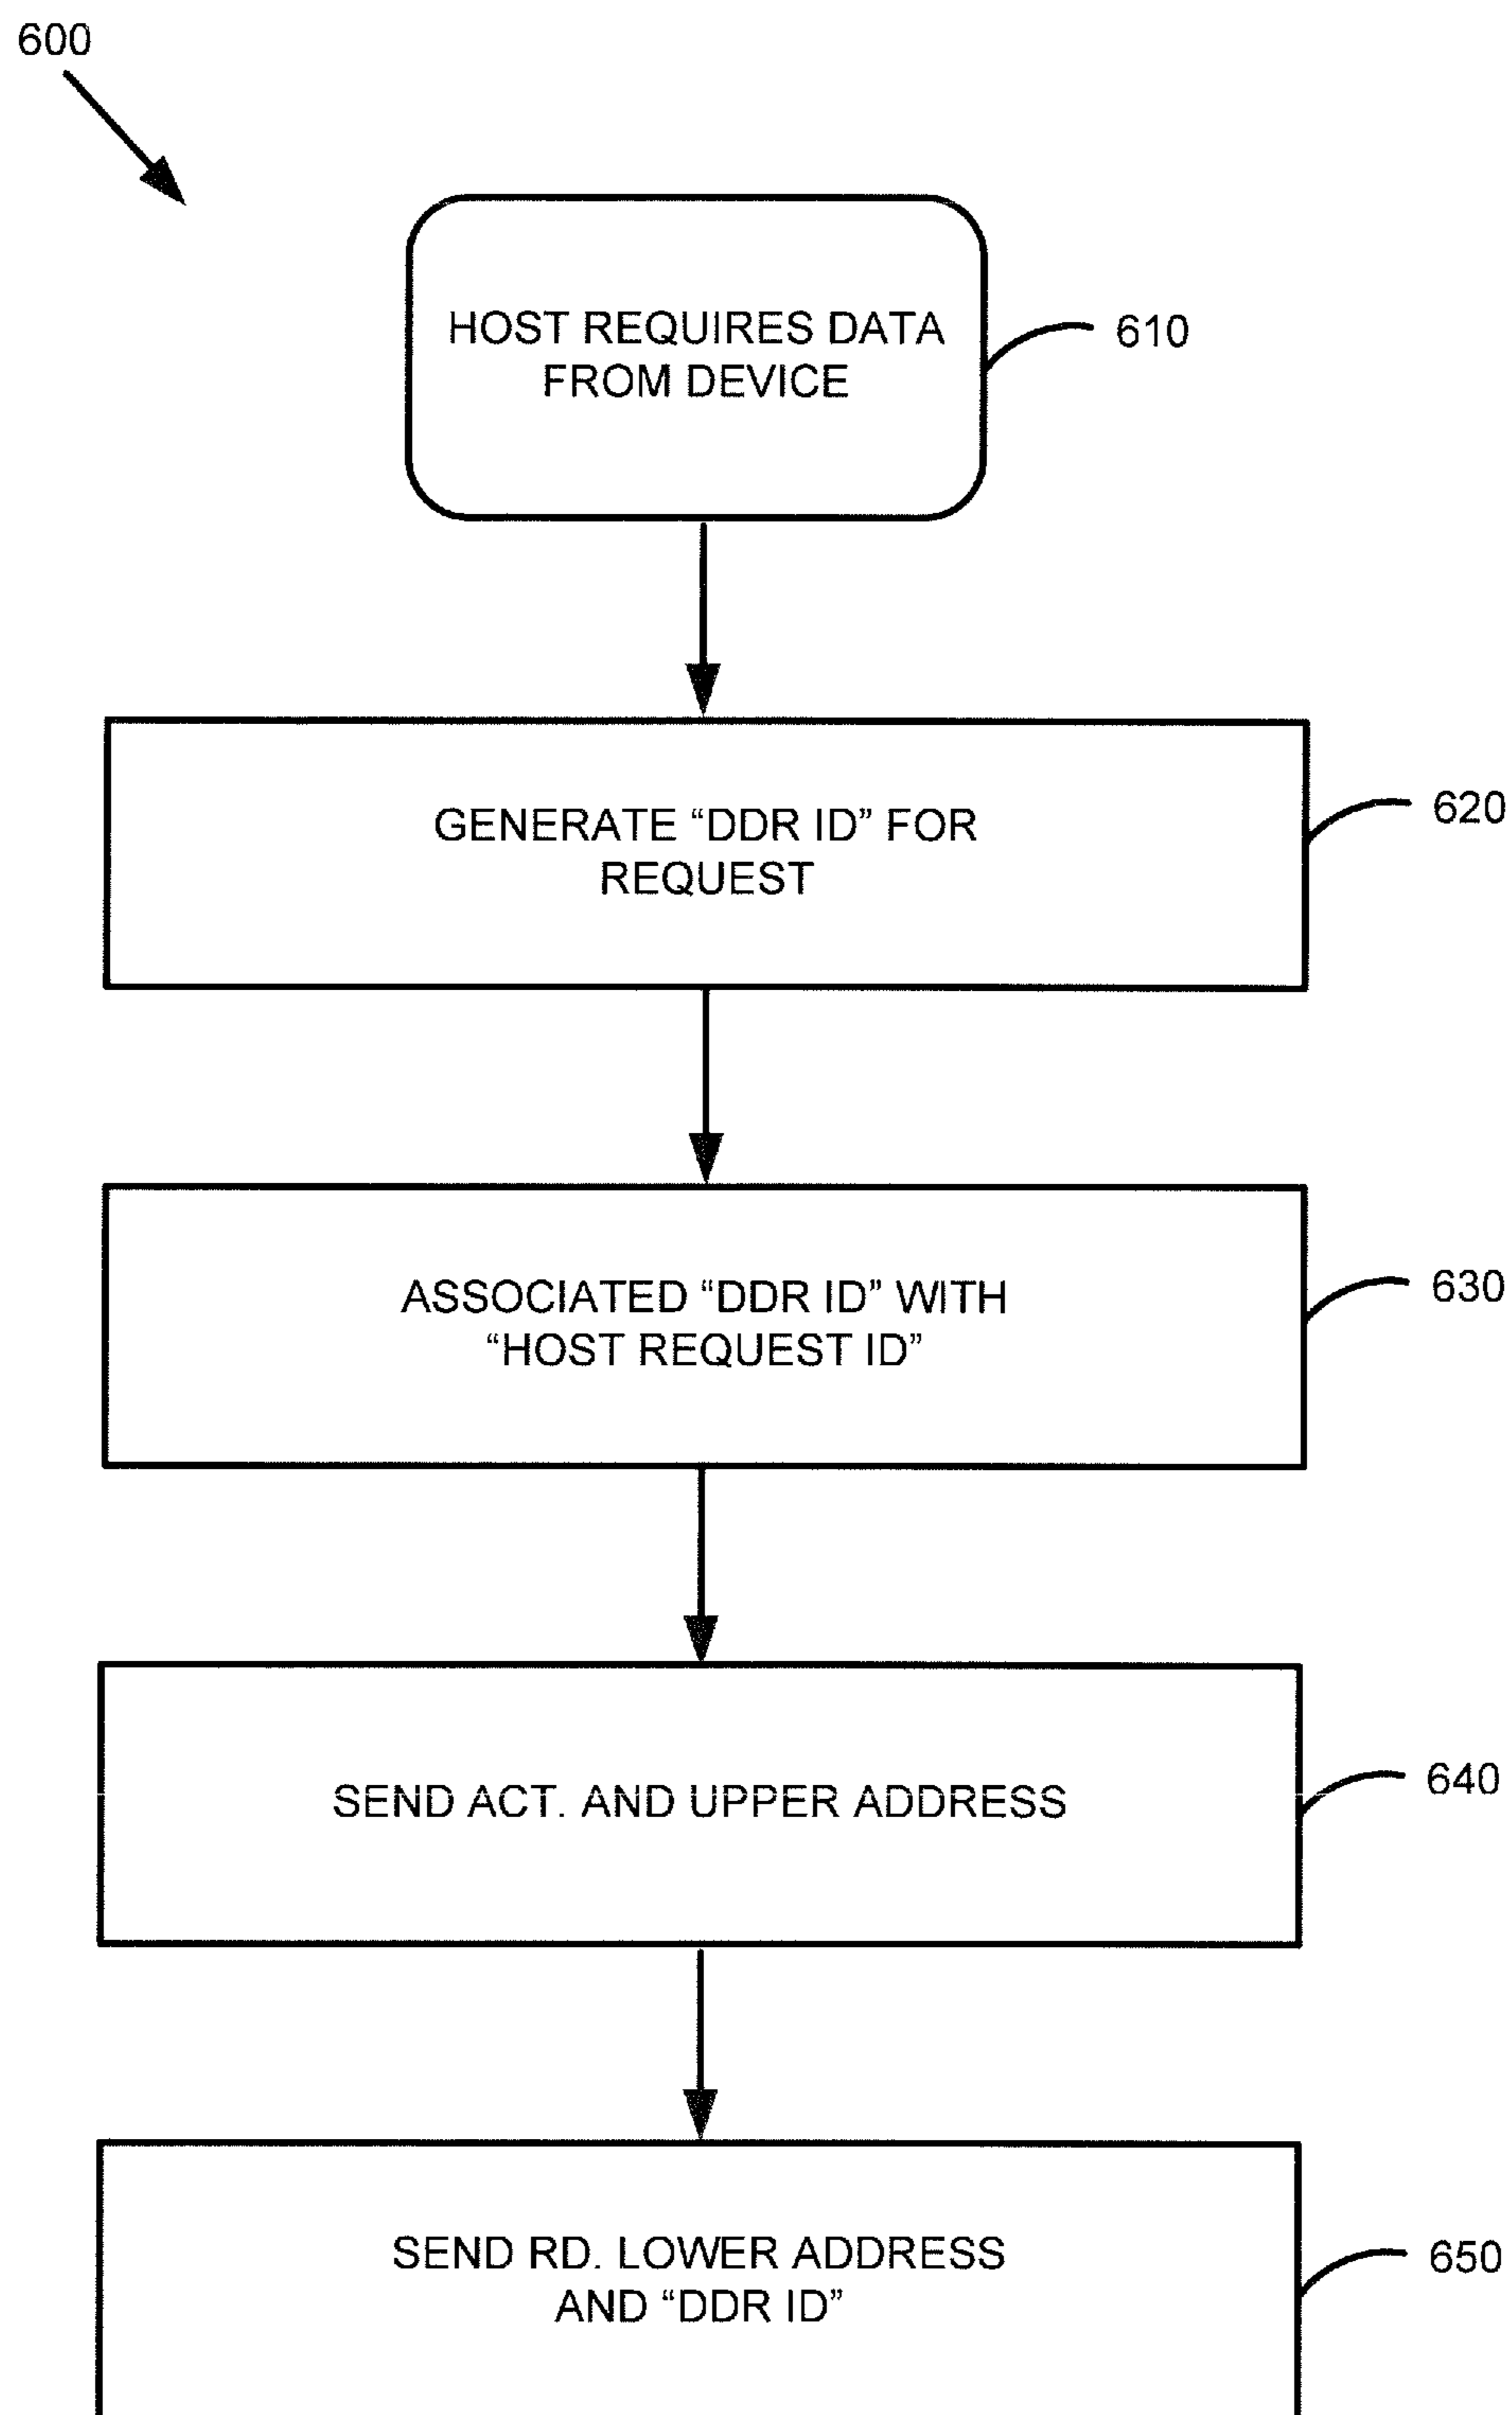 600
HOST REQUIRES DATA
FROM DEVICE
610
GENERATE “DDR ID” FOR
REQUEST
620
ASSOCIATED “DDR ID” WITH
“HOST REQUEST ID”
630
SEND ACT. AND UPPER ADDRESS
640
SEND RD. LOWER ADDRESS
AND “DDR ID”
650